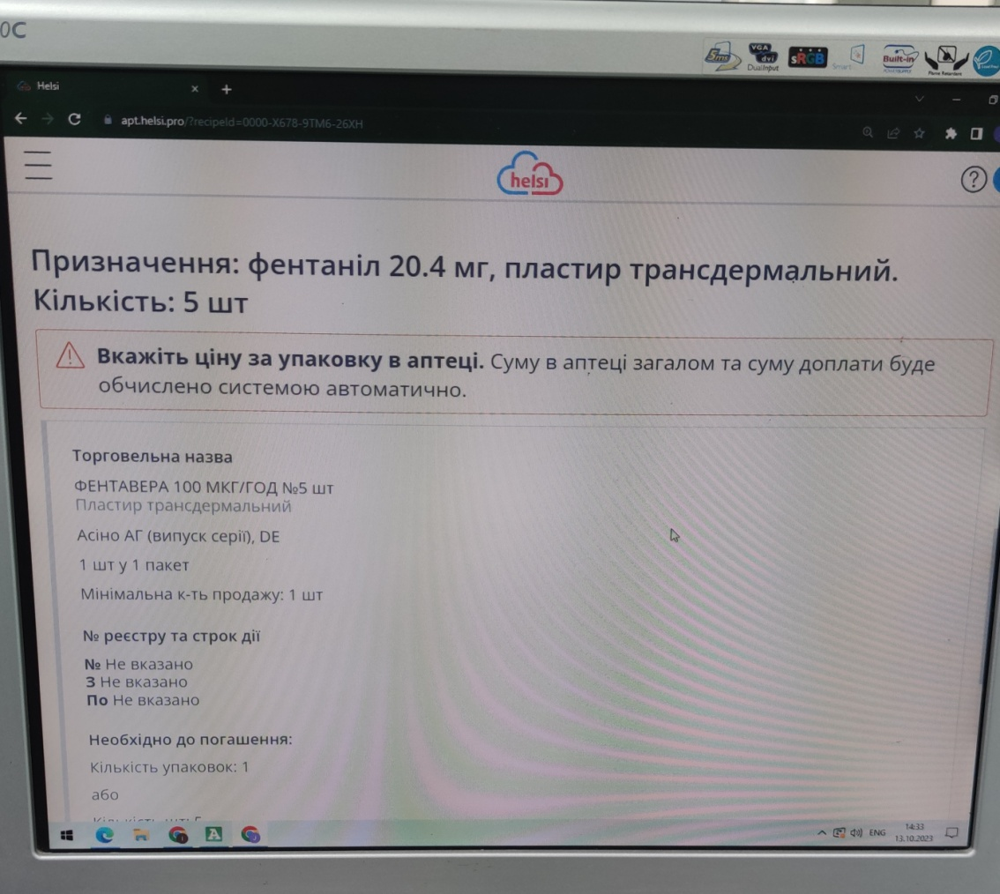 0C
5ms
VGA
dvi
DualInput
sRGB
Smart
Built-in
Helsi
apt.helsi.pro/?recipeId=0000-X678-9TM6-26XH
helsi
?
Призначення: фентаніл 20.4 мг, пластир трансдермальний.
Кількість: 5 шт
Вкажіть ціну за упаковку в аптеці. Суму в аптеці загалом та суму доплати буде
обчислено системою автоматично.
Торговельна назва
ФЕНТАВЕРА 100 МКГ/ГОД №5 шт
Пластир трансдермальний
Асіно АГ (випуск серії), DE
1 шт у 1 пакет
Мінімальна к-ть продажу: 1 шт
№ реєстру та строк дії
№ Не вказано
З Не вказано
По Не вказано
Необхідно до погашення:
Кількість упаковок: 1
або
ENG
14:33
13.10.2023